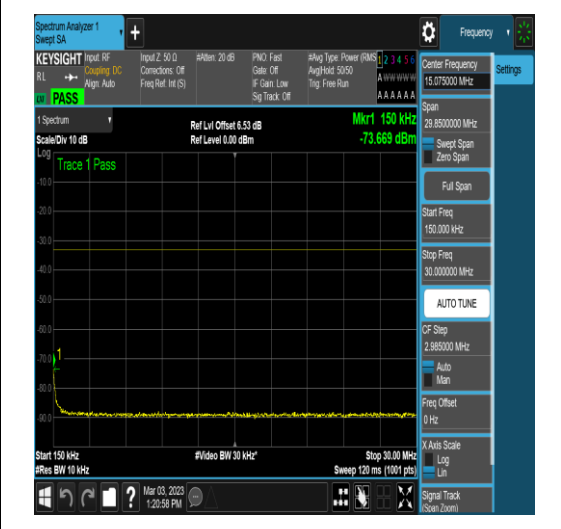 Spectrum Analyzer 1
Swept SA
+
Frequency
KEYSIGHT
RL
Input: RF
Coupling: DC
Align: Auto
Input Z: 50 Ω
Corrections: Off
Freq Ref: Int (S)
#Atten: 20 dB
PNO: Fast
Gate: Off
IF Gain: Low
Sig Track: Off
#Avg Type: Power (RMS
Avg|Hold: 50/50
Trig: Free Run
1 2 3 4 5 6
A W W W W W
A A A A A A
PASS
Center Frequency
15.075000 MHz
Settings
Span
29.8500000 MHz
Swept Span
Zero Span
Full Span
Start Freq
150.000 kHz
Stop Freq
30.000000 MHz
AUTO TUNE
CF Step
2.985000 MHz
Auto
Man
Freq Offset
0 Hz
X Axis Scale
Log
Lin
Signal Track
(Span Zoom)
1 Spectrum
Scale/Div 10 dB
Ref Lvl Offset 6.53 dB
Ref Level 0.00 dBm
Mkr1 150 kHz
-73.669 dBm
Log
Trace 1 Pass
-10.0
-20.0
-30.0
-40.0
-50.0
-60.0
-70.0
-80.0
-90.0
1
Start 150 kHz
#Res BW 10 kHz
#Video BW 30 kHz*
Stop 30.00 MHz
Sweep 120 ms (1001 pts)
?
Mar 03, 2023
1:20:58 PM